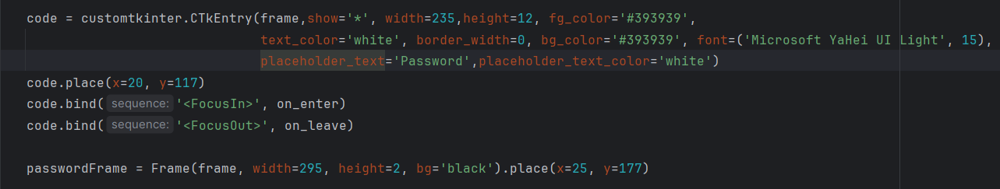 code = customtkinter.CTkEntry(frame,show='*', width=235,height=12, fg_color='#393939',
text_color='white', border_width=0, bg_color='#393939', font=('Microsoft YaHei UI Light', 15),
placeholder_text='Password',placeholder_text_color='white')
code.place(x=20, y=117)
code.bind(sequence: '<FocusIn>', on_enter)
code.bind(sequence: '<FocusOut>', on_leave)
passwordFrame = Frame(frame, width=295, height=2, bg='black').place(x=25, y=177)